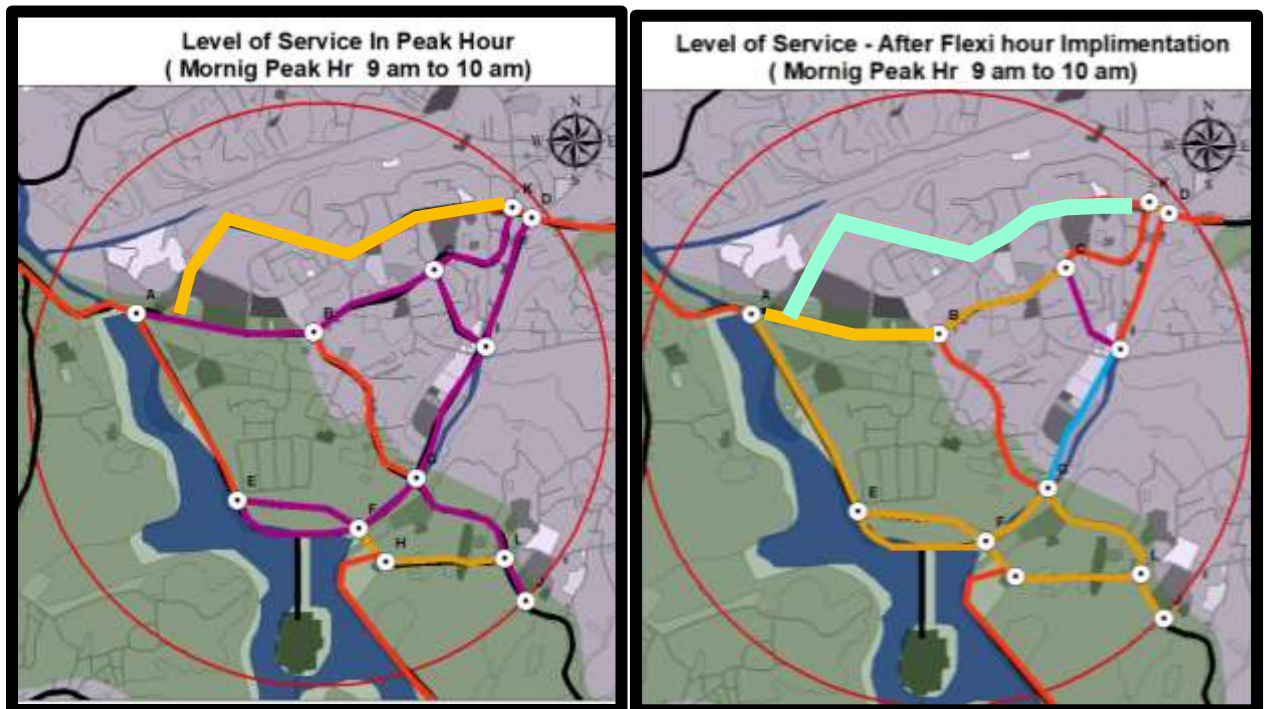 Level of Service In Peak Hour
( Mornig Peak Hr 9 am to 10 am)
N
W
E
S
K
D
C
A
B
E
F
H
L
J
Level of Service - After Flexi hour Implimentation
( Mornig Peak Hr 9 am to 10 am)
N
W
E
S
K
D
C
A
B
G
E
F
L